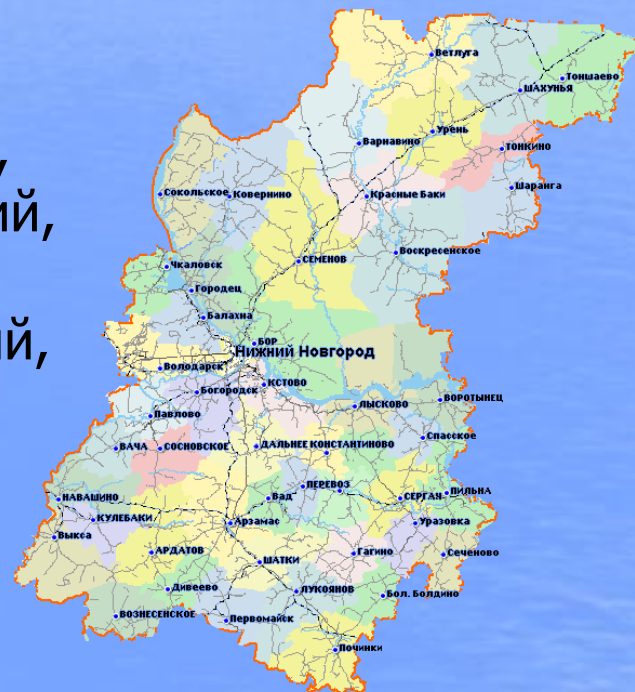 Ветлуга
Тоншаево
ШАХУНЬЯ
Урень
Варнавино
ТОНКИНО
Шаранга
Сокольское
Ковернино
Красные Баки
ий,
Воскресенское
СЕМЕНОВ
Чкаловск
Городец
Балахна
ий,
БОР
Нижний Новгород
Володарск
КСТОВО
Богородск
ВОРОТЫНЕЦ
ЛЫСКОВО
Павлово
Спасское
ВАЧА
СОСНОВСКОЕ
ДАЛЬНЕЕ КОНСТАНТИНОВО
ПЕРЕВОЗ
НАВАШИНО
Вад
СЕРГАЧ
ПИЛЬНА
КУЛЕБАКИ
Арзамас
Уразовка
Выкса
АРДАТОВ
Гагино
Сеченово
ШАТКИ
Дивеево
ЛУКОЯНОВ
Бол. Болдино
ВОЗНЕСЕНСКОЕ
Первомайск
Починки